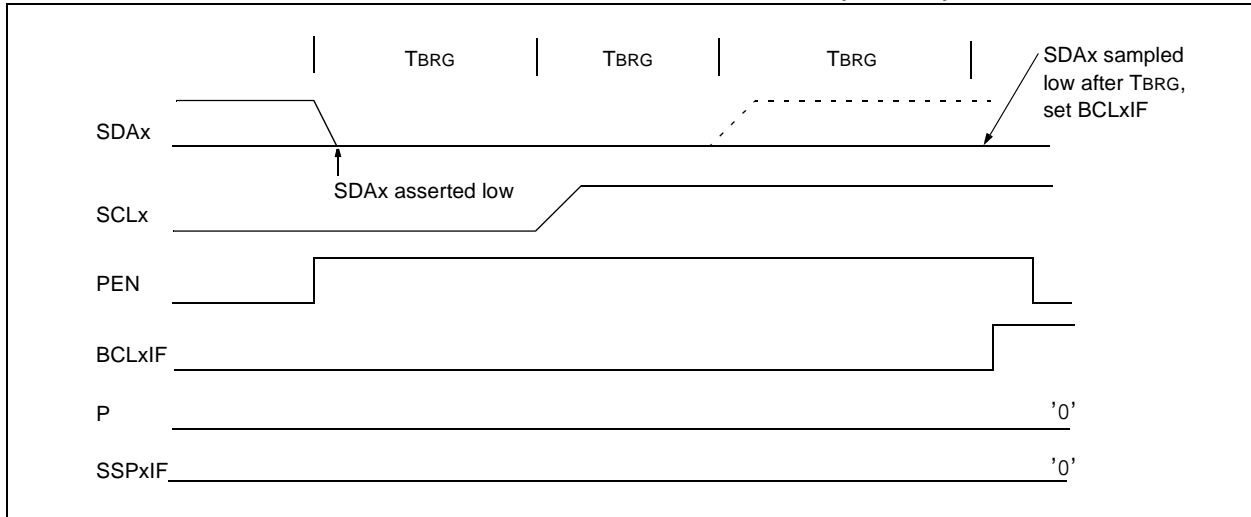 TBRG TBRG TBRG
SDAx sampled
low after TBRG,
set BCLxIF
SDAx
SDAx asserted low
SCLx
PEN
BCLxIF
P '0'
SSPxIF '0'